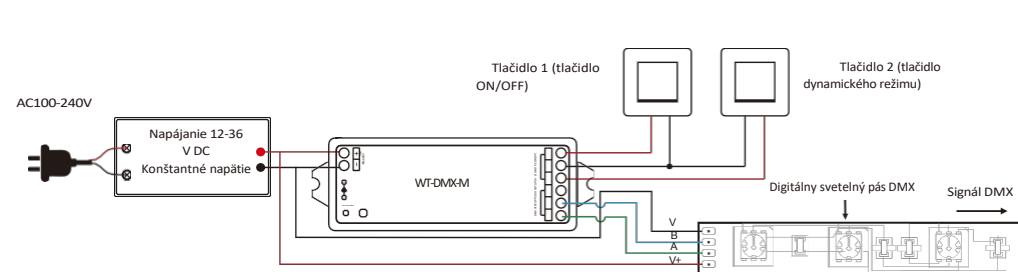 Tlačidlo 1 (tlačidlo
ON/OFF)
Tlačidlo 2 (tlačidlo
dynamického režimu)
AC100-240V
Napájanie 12-36
V DC
Konštantné napätie
WT-DMX-M
Digitálny svetelný pás DMX
Signál DMX
V
B
A
V+